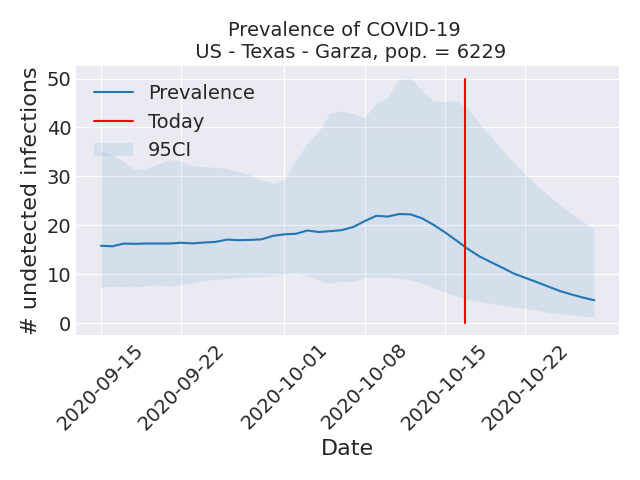 Prevalence of COVID-19
US - Texas - Garza, pop. = 6229
# undetected infections
50
40
30
20
10
0
Prevalence
Today
95CI
2020-09-15
2020-09-22
2020-10-01
2020-10-08
2020-10-15
2020-10-22
Date